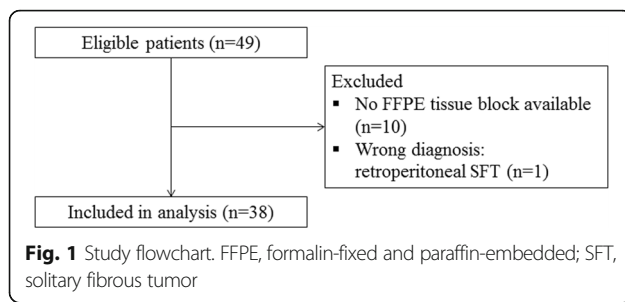 Eligible patients (n=49)
Excluded
▪ No FFPE tissue block available
(n=10)
▪ Wrong diagnosis:
retroperitoneal SFT (n=1)
Included in analysis (n=38)
Fig. 1 Study flowchart. FFPE, formalin-fixed and paraffin-embedded; SFT,
solitary fibrous tumor